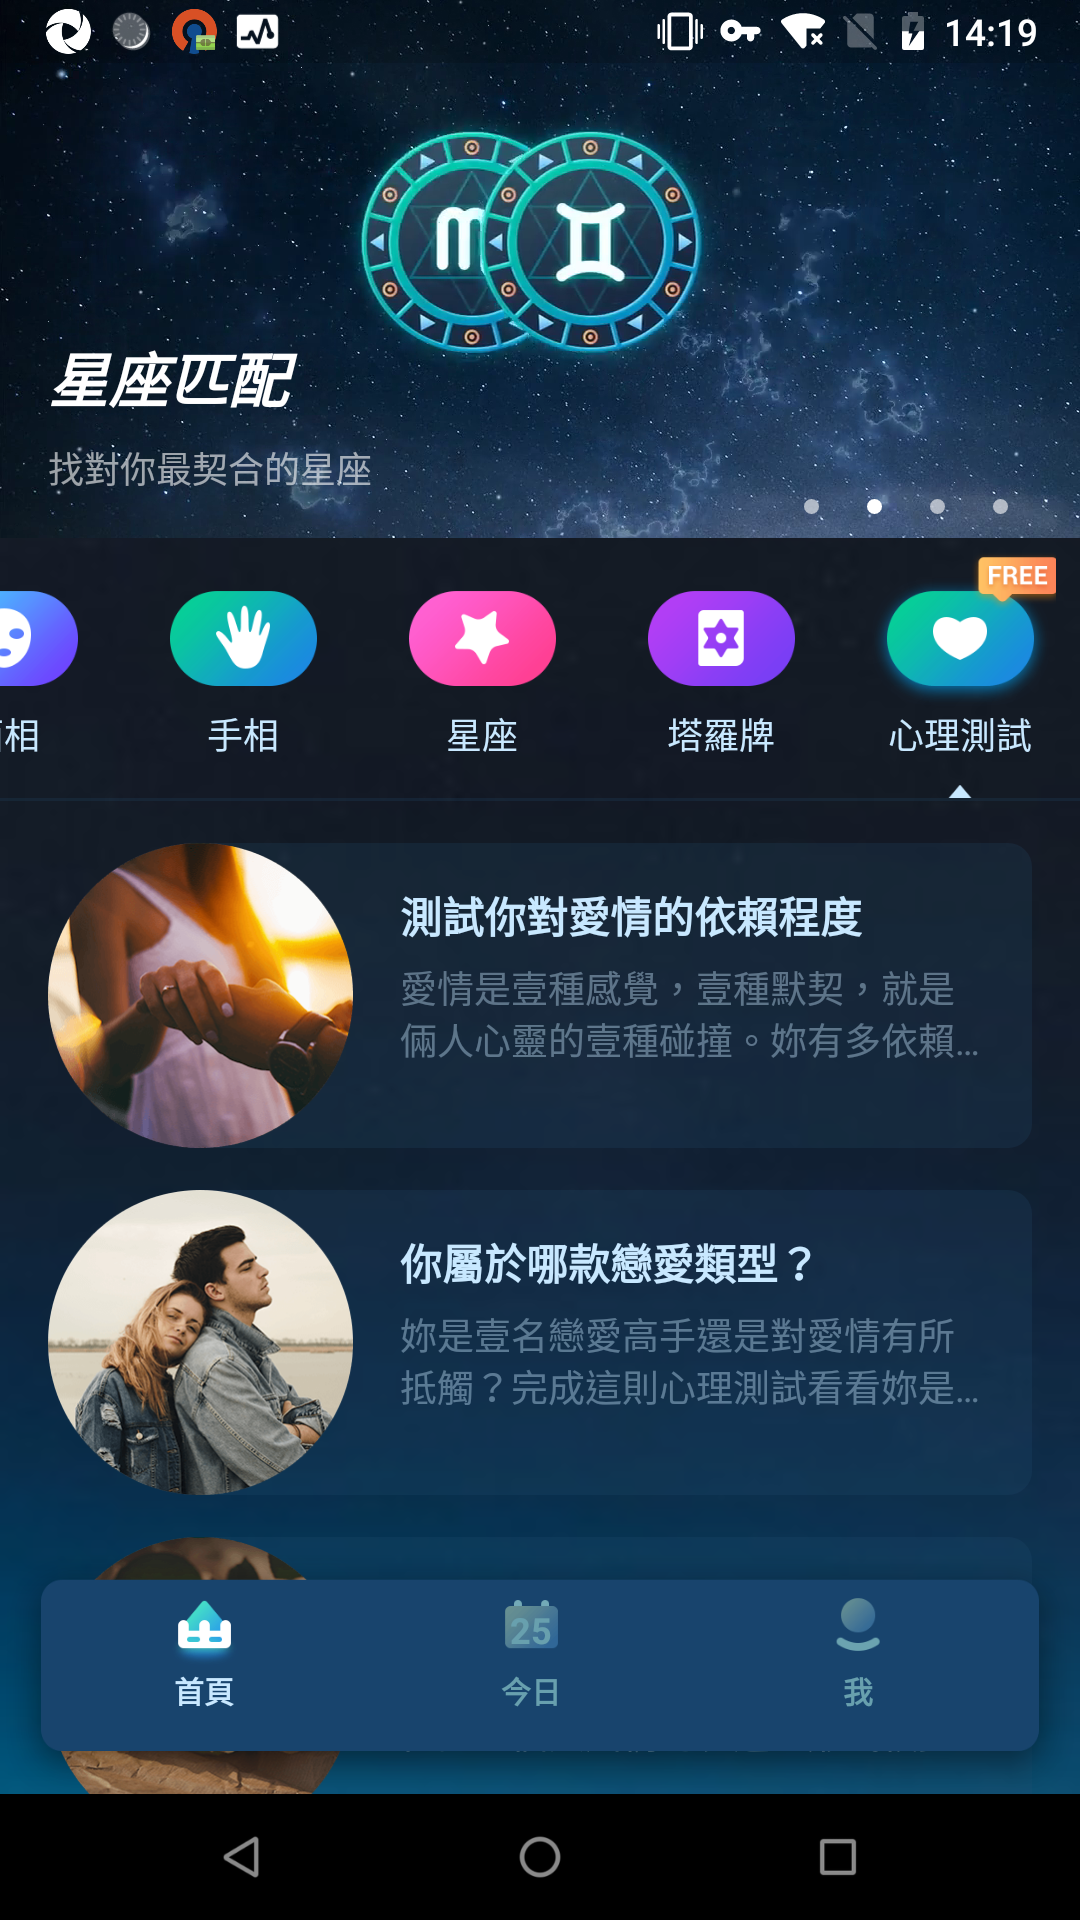 14:19
星座匹配
找對你最契合的星座
FREE
相
手相
星座
塔羅牌
心理測試
測試你對愛情的依賴程度
愛情是壹種感覺，壹種默契，就是
倆人心靈的壹種碰撞。妳有多依賴...
你屬於哪款戀愛類型？
妳是壹名戀愛高手還是對愛情有所
抵觸？完成這則心理測試看看妳是...
25
首頁
今日
我